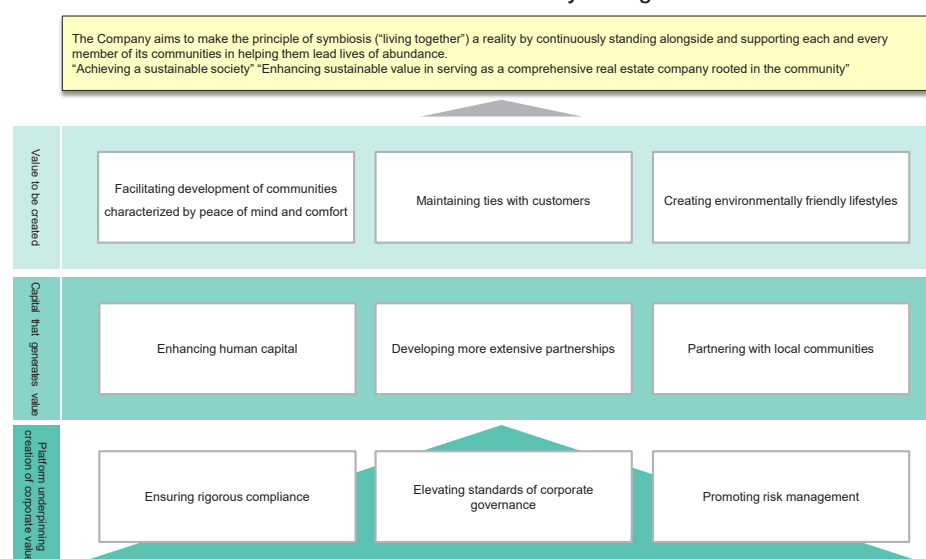 The Company aims to make the principle of symbiosis (“living together”) a reality by continuously standing alongside and supporting each and every
member of its communities in helping them lead lives of abundance.
“Achieving a sustainable society” “Enhancing sustainable value in serving as a comprehensive real estate company rooted in the community”
Value to be created
Facilitating development of communities
characterized by peace of mind and comfort
Maintaining ties with customers
Creating environmentally friendly lifestyles
Capital that generates value
Enhancing human capital
Developing more extensive partnerships
Partnering with local communities
Platform underpinning
creation of corporate value
Ensuring rigorous compliance
Elevating standards of corporate
governance
Promoting risk management